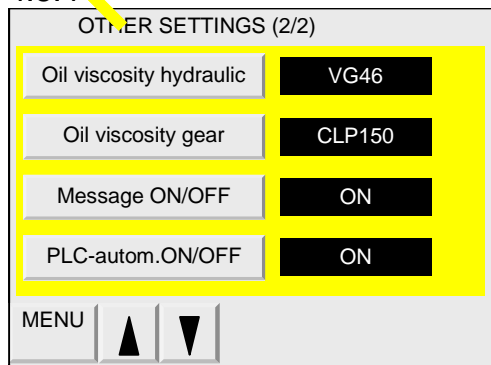 OTHER SETTINGS (2/2)
Oil viscosity hydraulic VG46
Oil viscosity gear CLP150
Message ON/OFF ON
PLC-autom.ON/OFF ON
MENU